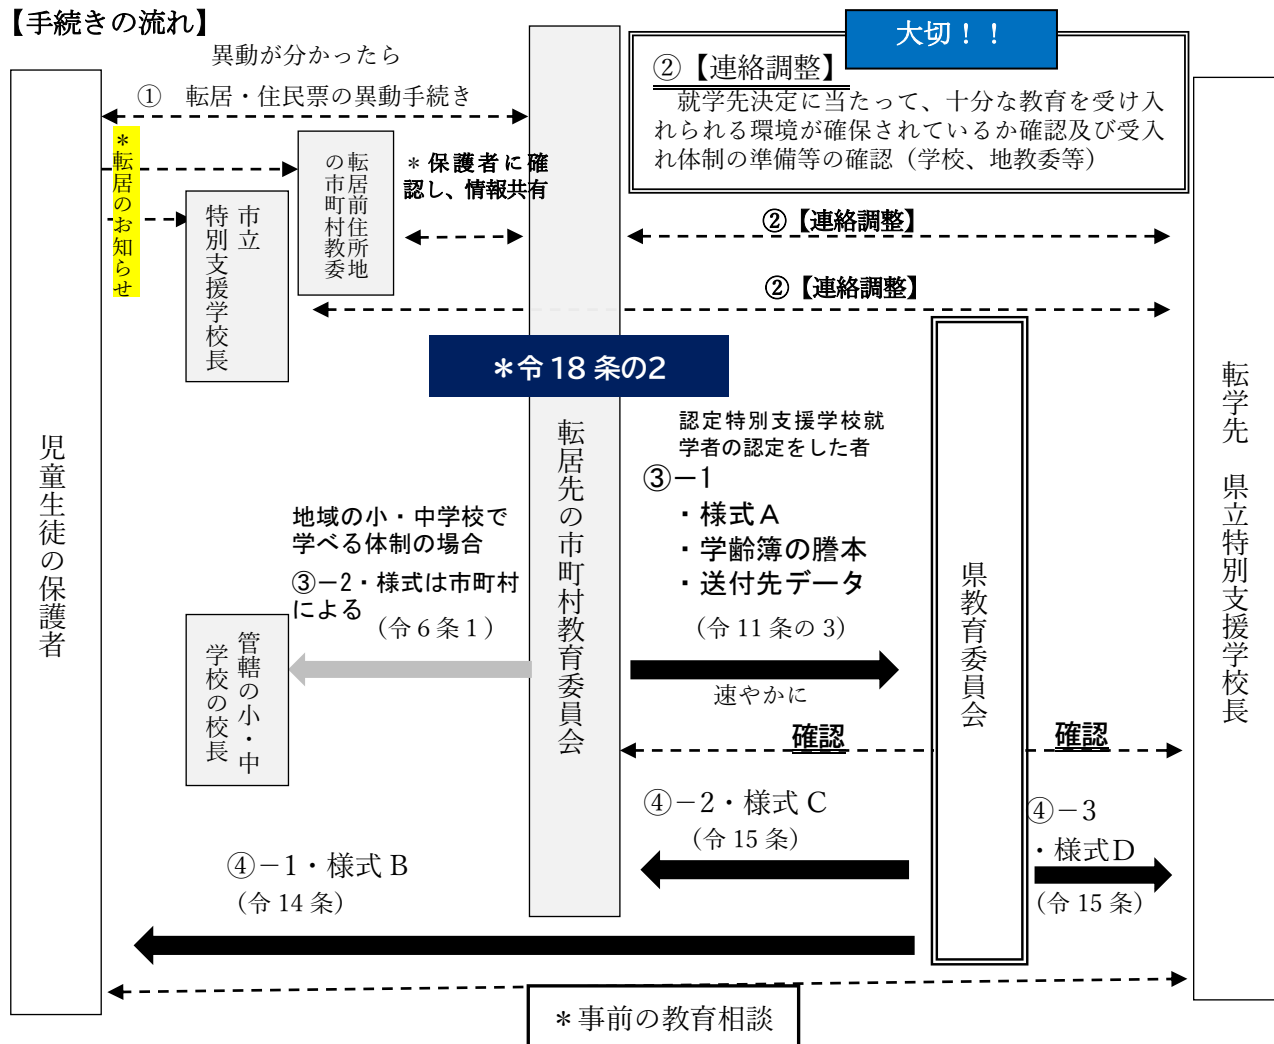 【手続きの流れ】
異動が分かったら
① 転居・住民票の異動手続き
大切！！
②【連絡調整】
就学先決定に当たって、十分な教育を受け入
れられる環境が確保されているか確認及び受入
れ体制の準備等の確認（学校、地教委等）
＊転居のお知らせ
転居前住所地
の市町村教委
＊保護者に確
認し、情報共有
市立
特別支援学校長
②【連絡調整】
②【連絡調整】
＊令18条の2
児童生徒の保護者
転居先の市町村教育委員会
県教育委員会
転学先 県立特別支援学校長
認定特別支援学校就
学者の認定をした者
③－1
・様式A
・学齢簿の謄本
・送付先データ
（令11条の3）
速やかに
地域の小・中学校で
学べる体制の場合
③－2・様式は市町村
による
（令6条1）
管轄の小・中
学校の校長
確認
確認
④－2・様式C
（令15条）
④－3
・様式D
（令15条）
④－1・様式B
（令14条）
＊事前の教育相談